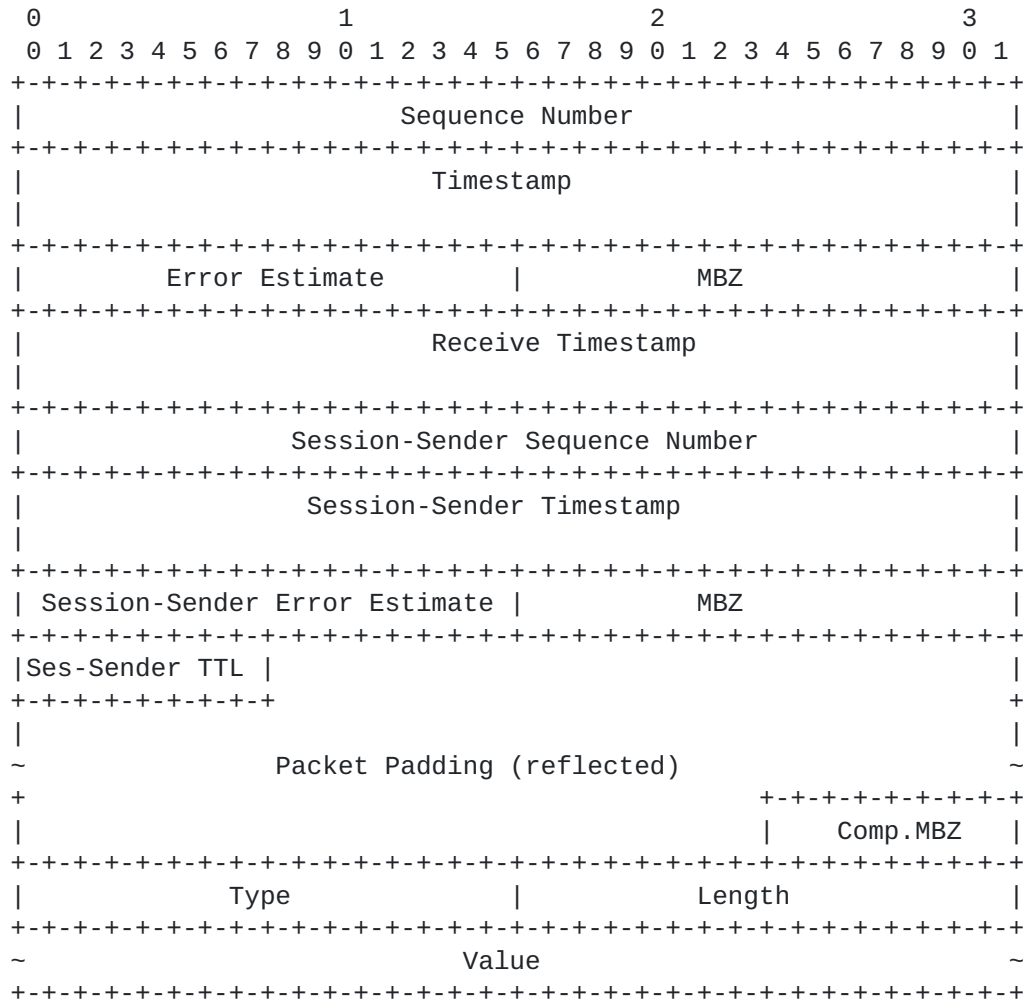 0                   1                   2                   3
 0 1 2 3 4 5 6 7 8 9 0 1 2 3 4 5 6 7 8 9 0 1 2 3 4 5 6 7 8 9 0 1
+-+-+-+-+-+-+-+-+-+-+-+-+-+-+-+-+-+-+-+-+-+-+-+-+-+-+-+-+-+-+-+-+
|                        Sequence Number                        |
+-+-+-+-+-+-+-+-+-+-+-+-+-+-+-+-+-+-+-+-+-+-+-+-+-+-+-+-+-+-+-+-+
|                          Timestamp                            |
|                                                               |
+-+-+-+-+-+-+-+-+-+-+-+-+-+-+-+-+-+-+-+-+-+-+-+-+-+-+-+-+-+-+-+-+
|         Error Estimate        |           MBZ                 |
+-+-+-+-+-+-+-+-+-+-+-+-+-+-+-+-+-+-+-+-+-+-+-+-+-+-+-+-+-+-+-+-+
|                          Receive Timestamp                    |
|                                                               |
+-+-+-+-+-+-+-+-+-+-+-+-+-+-+-+-+-+-+-+-+-+-+-+-+-+-+-+-+-+-+-+-+
|                 Session-Sender Sequence Number                |
+-+-+-+-+-+-+-+-+-+-+-+-+-+-+-+-+-+-+-+-+-+-+-+-+-+-+-+-+-+-+-+-+
|                  Session-Sender Timestamp                     |
|                                                               |
+-+-+-+-+-+-+-+-+-+-+-+-+-+-+-+-+-+-+-+-+-+-+-+-+-+-+-+-+-+-+-+-+
| Session-Sender Error Estimate |           MBZ                 |
+-+-+-+-+-+-+-+-+-+-+-+-+-+-+-+-+-+-+-+-+-+-+-+-+-+-+-+-+-+-+-+-+
|Ses-Sender TTL |                                               |
+-+-+-+-+-+-+-+-+                                               +
|                                                               |
~                Packet Padding (reflected)                     ~
+                                               +-+-+-+-+-+-+-+-+
|                                               |    Comp.MBZ   |
+-+-+-+-+-+-+-+-+-+-+-+-+-+-+-+-+-+-+-+-+-+-+-+-+-+-+-+-+-+-+-+-+
|             Type              |           Length              |
+-+-+-+-+-+-+-+-+-+-+-+-+-+-+-+-+-+-+-+-+-+-+-+-+-+-+-+-+-+-+-+-+
~                            Value                              ~
+-+-+-+-+-+-+-+-+-+-+-+-+-+-+-+-+-+-+-+-+-+-+-+-+-+-+-+-+-+-+-+-+